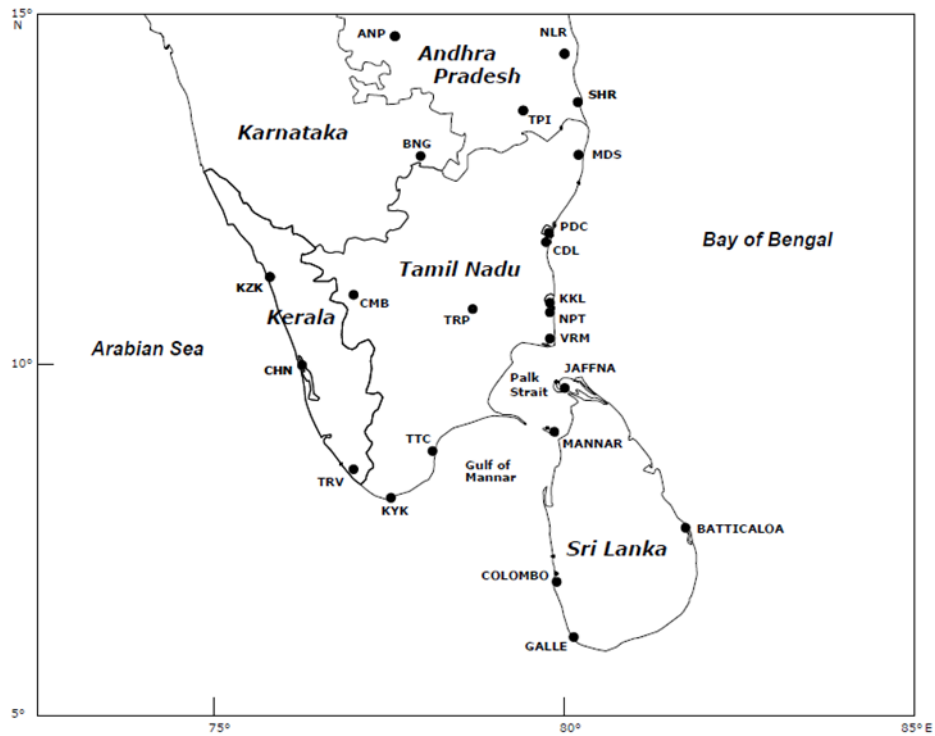 15°
N
ANP
NLR
Andhra
Pradesh
SHR
TPI
Karnataka
BNG
MDS
PDC
Bay of Bengal
CDL
Tamil Nadu
KZK
CMB
KKL
Kerala
TRP
NPT
VRM
Arabian Sea
10°
CHN
JAFFNA
Palk
Strait
TTC
MANNAR
Gulf of
Mannar
TRV
KYK
BATTICALOA
Sri Lanka
COLOMBO
GALLE
5°
75°
80°
85° E